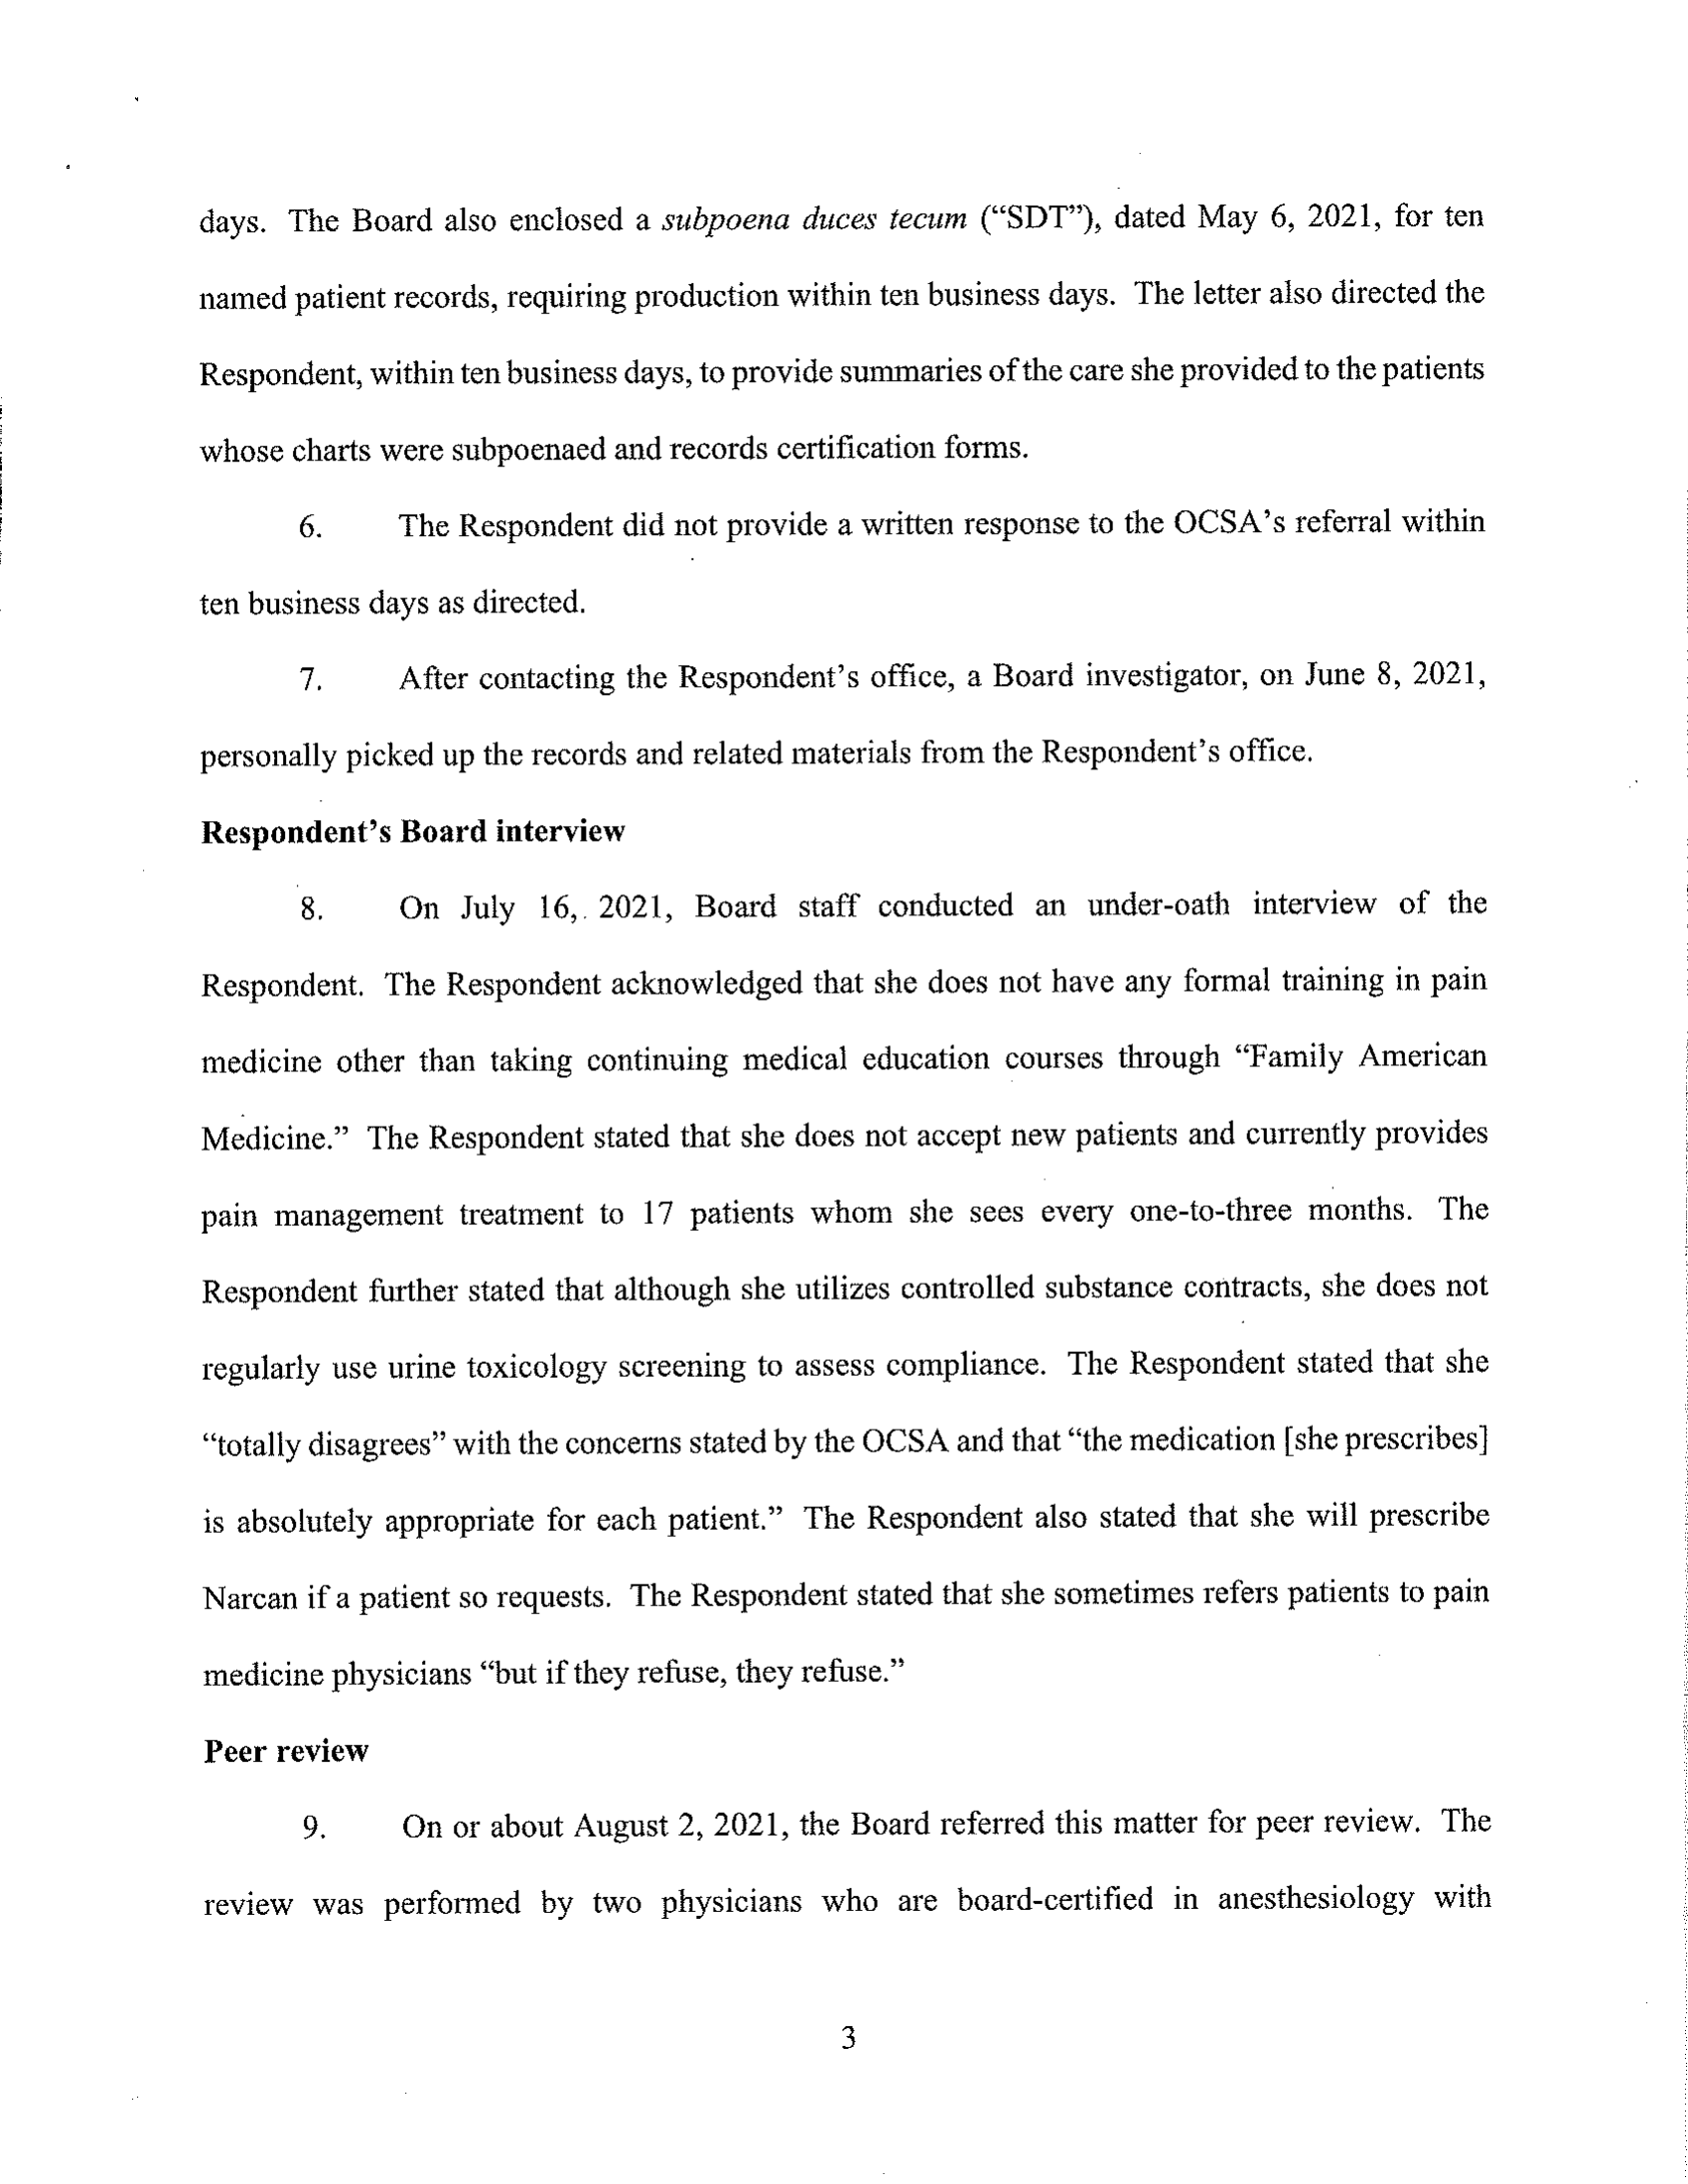 days. The Board also enclosed a subpoena duces tecum (“SDT”), dated May 6, 2021, for ten
named patient records, requiring production within ten business days. The letter also directed the
Respondent, within ten business days, to provide summaries of the care she provided to the patients
whose charts were subpoenaed and records certification forms.
6. The Respondent did not provide a written response to the OCSA’s referral within
ten business days as directed.
7. After contacting the Respondent’s office, a Board investigator, on June 8, 2021,
personally picked up the records and related materials from the Respondent’s office.
Respondent’s Board interview
8. On July 16, 2021, Board staff conducted an under-oath interview of the
Respondent. The Respondent acknowledged that she does not have any formal training in pain
medicine other than taking continuing medical education courses through “Family American
Medicine.” The Respondent stated that she does not accept new patients and currently provides
pain management treatment to 17 patients whom she sees every one-to-three months. The
Respondent further stated that although she utilizes controlled substance contracts, she does not
regularly use urine toxicology screening to assess compliance. The Respondent stated that she
“totally disagrees” with the concerns stated by the OCSA and that “the medication [she prescribes]
is absolutely appropriate for each patient.” The Respondent also stated that she will prescribe
Narcan if a patient so requests. The Respondent stated that she sometimes refers patients to pain
medicine physicians “but if they refuse, they refuse.”
Peer review
9. On or about August 2, 2021, the Board referred this matter for peer review. The
review was performed by two physicians who are board-certified in anesthesiology with
3